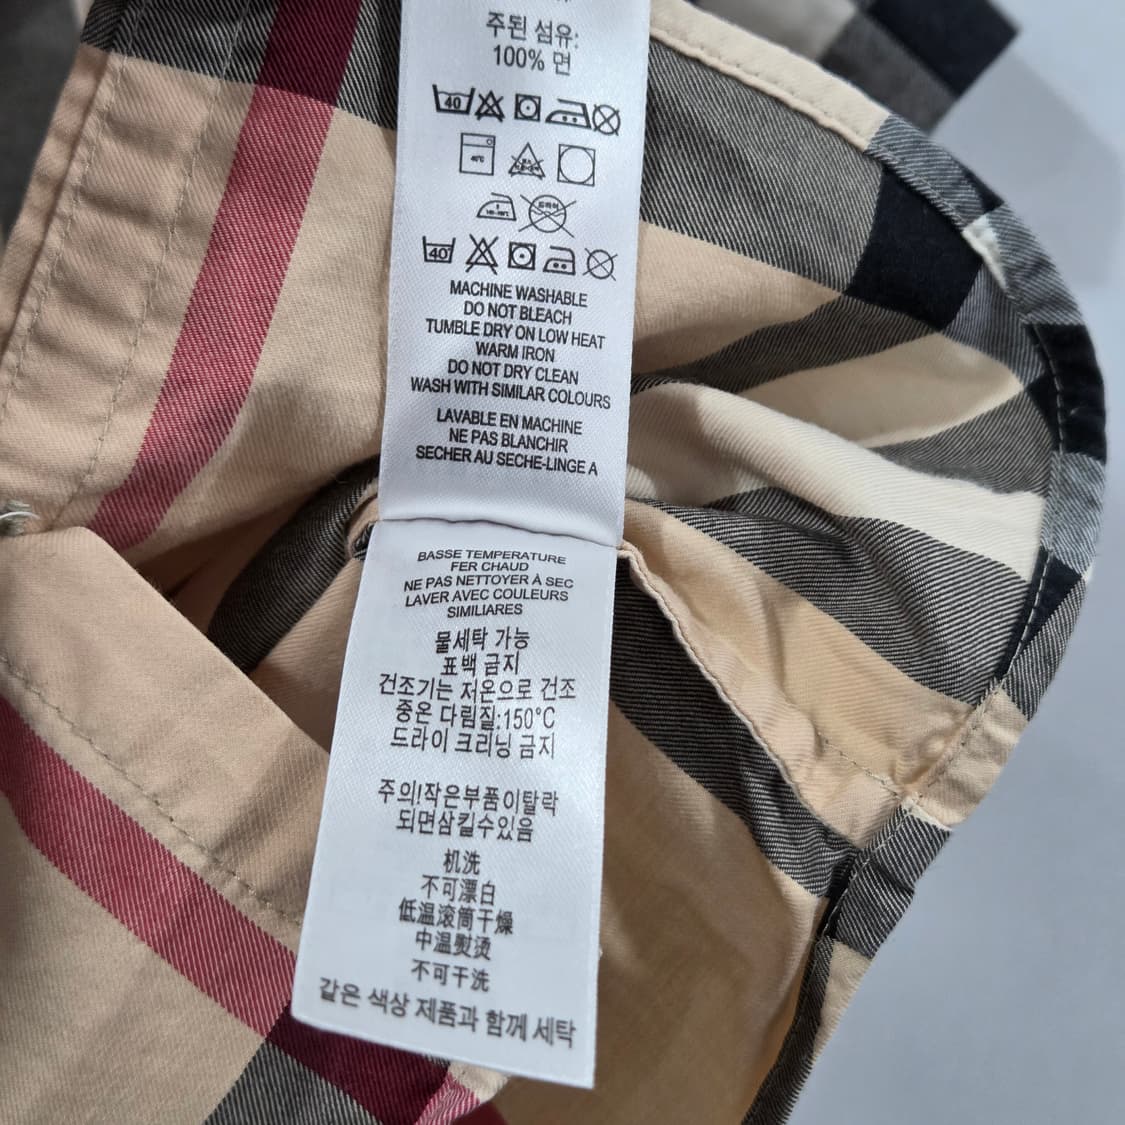 주된 섬유:
100% 면
40
40℃
40
MACHINE WASHABLE
DO NOT BLEACH
TUMBLE DRY ON LOW HEAT
WARM IRON
DO NOT DRY CLEAN
WASH WITH SIMILAR COLOURS
LAVABLE EN MACHINE
NE PAS BLANCHIR
SECHER AU SECHE-LINGE A
BASSE TEMPERATURE
FER CHAUD
NE PAS NETTOYER À SEC
LAVER AVEC COULEURS
SIMILIARES
물세탁 가능
표백 금지
건조기는 저온으로 건조
중온 다림질:150°C
드라이 크리닝 금지
주의!작은부품이탈락
되면삼킬수있음
机洗
不可漂白
低温滚筒干燥
中温熨烫
不可干洗
같은 색상 제품과 함께 세탁